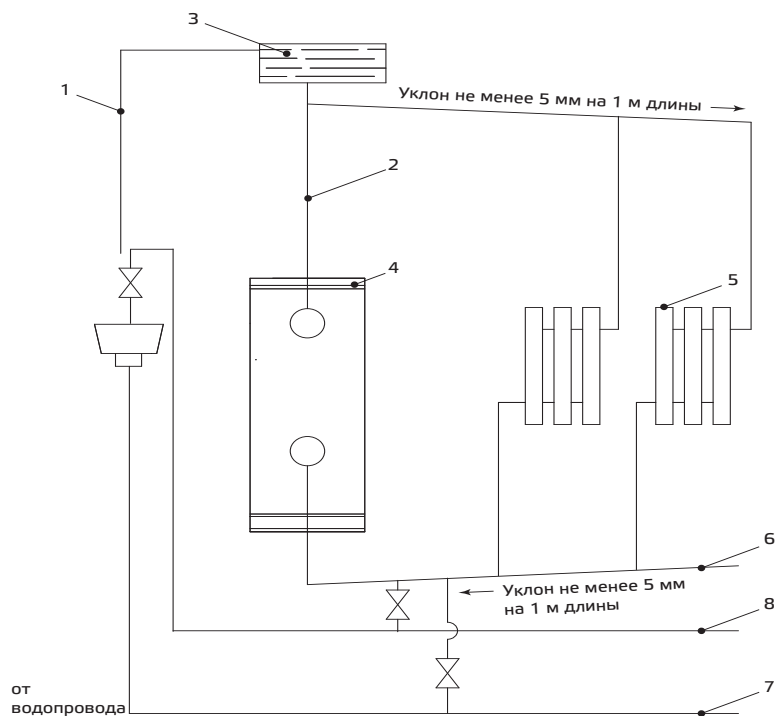 3
Уклон не менее 5 мм на 1 м длины
1
2
4
5
6
Уклон не менее 5 мм
на 1 м длины
8
от
водопровода
7